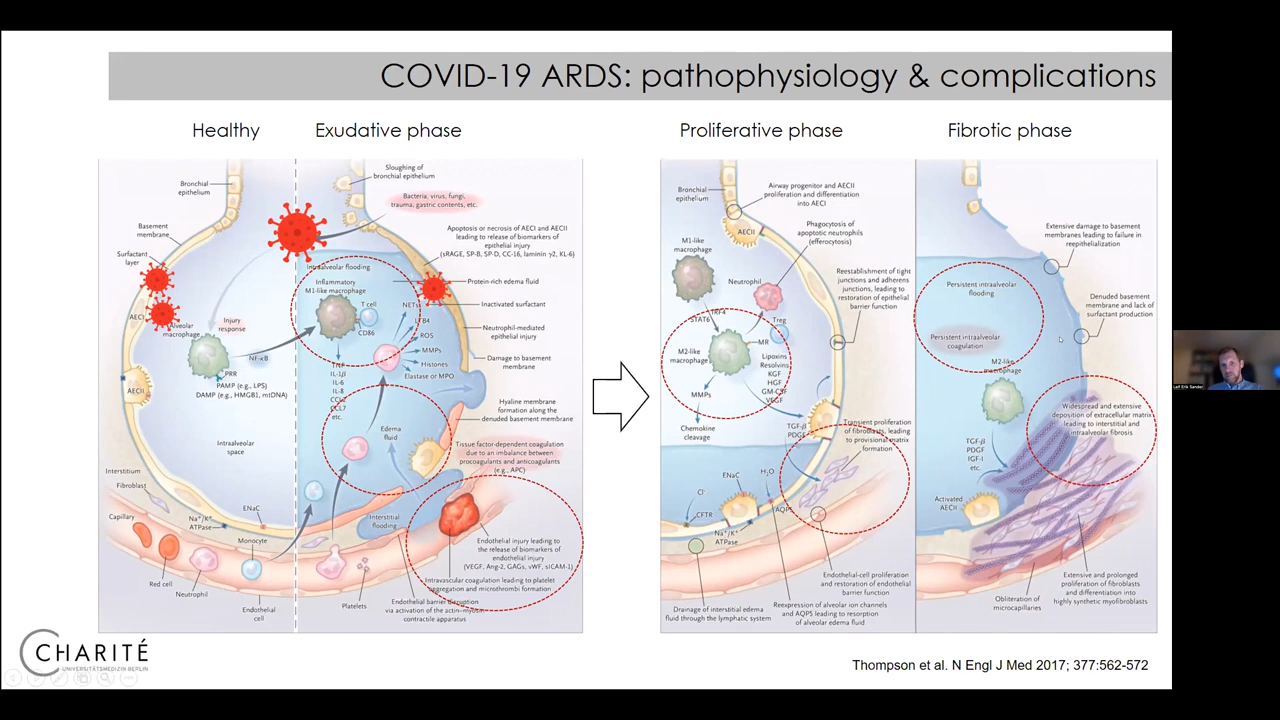 COVID-19 ARDS: pathophysiology & complications
Healthy
Exudative phase
Proliferative phase
Fibrotic phase
Bronchial
epithelium
Basement
membrane
Surfactant
layer
AECI
Alveolar
macrophage
Injury
response
NF-κB
PRR
PAMP (e.g., LPS)
DAMP (e.g., HMGB1, mtDNA)
AECII
Intraalveolar
space
Interstitium
Fibroblast
Capillary
Na⁺/K⁺
ATPase
ENaC
Monocyte
Red cell
Neutrophil
Endothelial
cell
Sloughing of
bronchial epithelium
Bacteria, virus, fungi,
trauma, gastric contents, etc.
Apoptosis or necrosis of AECI and AECII
leading to release of biomarkers of
epithelial injury
(sRAGE, SP-B, SP-D, CC-16, laminin γ2, KL-6)
Intraalveolar flooding
Inflammatory
M1-like macrophage
T cell
CD86
NETs
LTB4
ROS
MMPs
Histones
Elastase or MPO
TNF
IL-1β
IL-6
IL-8
CCL2
CCL7
etc.
Protein-rich edema fluid
Inactivated surfactant
Neutrophil-mediated
epithelial injury
Damage to basement
membrane
Hyaline membrane
formation along the
denuded basement membrane
Edema
fluid
Tissue factor-dependent coagulation
due to an imbalance between
procoagulants and anticoagulants
(e.g., APC)
Interstitial
flooding
Endothelial injury leading to
the release of biomarkers of
endothelial injury
(VEGF, Ang-2, GAGs, vWF, sICAM-1)
Intravascular coagulation leading to platelet
aggregation and microthrombi formation
Platelets
Endothelial barrier disruption
via activation of the actin–myosin
contractile apparatus
Bronchial
epithelium
Airway progenitor and AECII
proliferation and differentiation
into AECI
AECII
Phagocytosis of
apoptotic neutrophils
(efferocytosis)
M1-like
macrophage
Neutrophil
Reestablishment of tight
junctions and adherens
junctions, leading to
restoration of epithelial
barrier function
IRF4
STAT6
Treg
MR
M2-like
macrophage
Lipoxins
Resolvins
KGF
HGF
GM-CSF
VEGF
MMPs
Chemokine
cleavage
TGF-β
PDGF
Transient proliferation
of fibroblasts, leading
to provisional matrix
formation
ENaC
H₂O
Cl⁻
CFTR
Na⁺/K⁺
ATPase
AQP5
Endothelial-cell proliferation
and restoration of endothelial
barrier function
Drainage of interstitial edema
fluid through the lymphatic system
Reexpression of alveolar ion channels
and AQP5 leading to resorption
of alveolar edema fluid
Extensive damage to basement
membranes leading to failure in
reepithelialization
Persistent intraalveolar
flooding
Denuded basement
membrane and lack of
surfactant production
Persistent intraalveolar
coagulation
M2-like
macrophage
Widespread and extensive
deposition of extracellular matrix
leading to interstitial and
intraalveolar fibrosis
TGF-β
PDGF
IGF-I
etc.
Activated
AECII
Obliteration of
microcapillaries
Extensive and prolonged
proliferation of fibroblasts
and differentiation into
highly synthetic myofibroblasts
CHARITÉ
UNIVERSITÄTSMEDIZIN BERLIN
Thompson et al. N Engl J Med 2017; 377:562-572
Leif Erik Sander